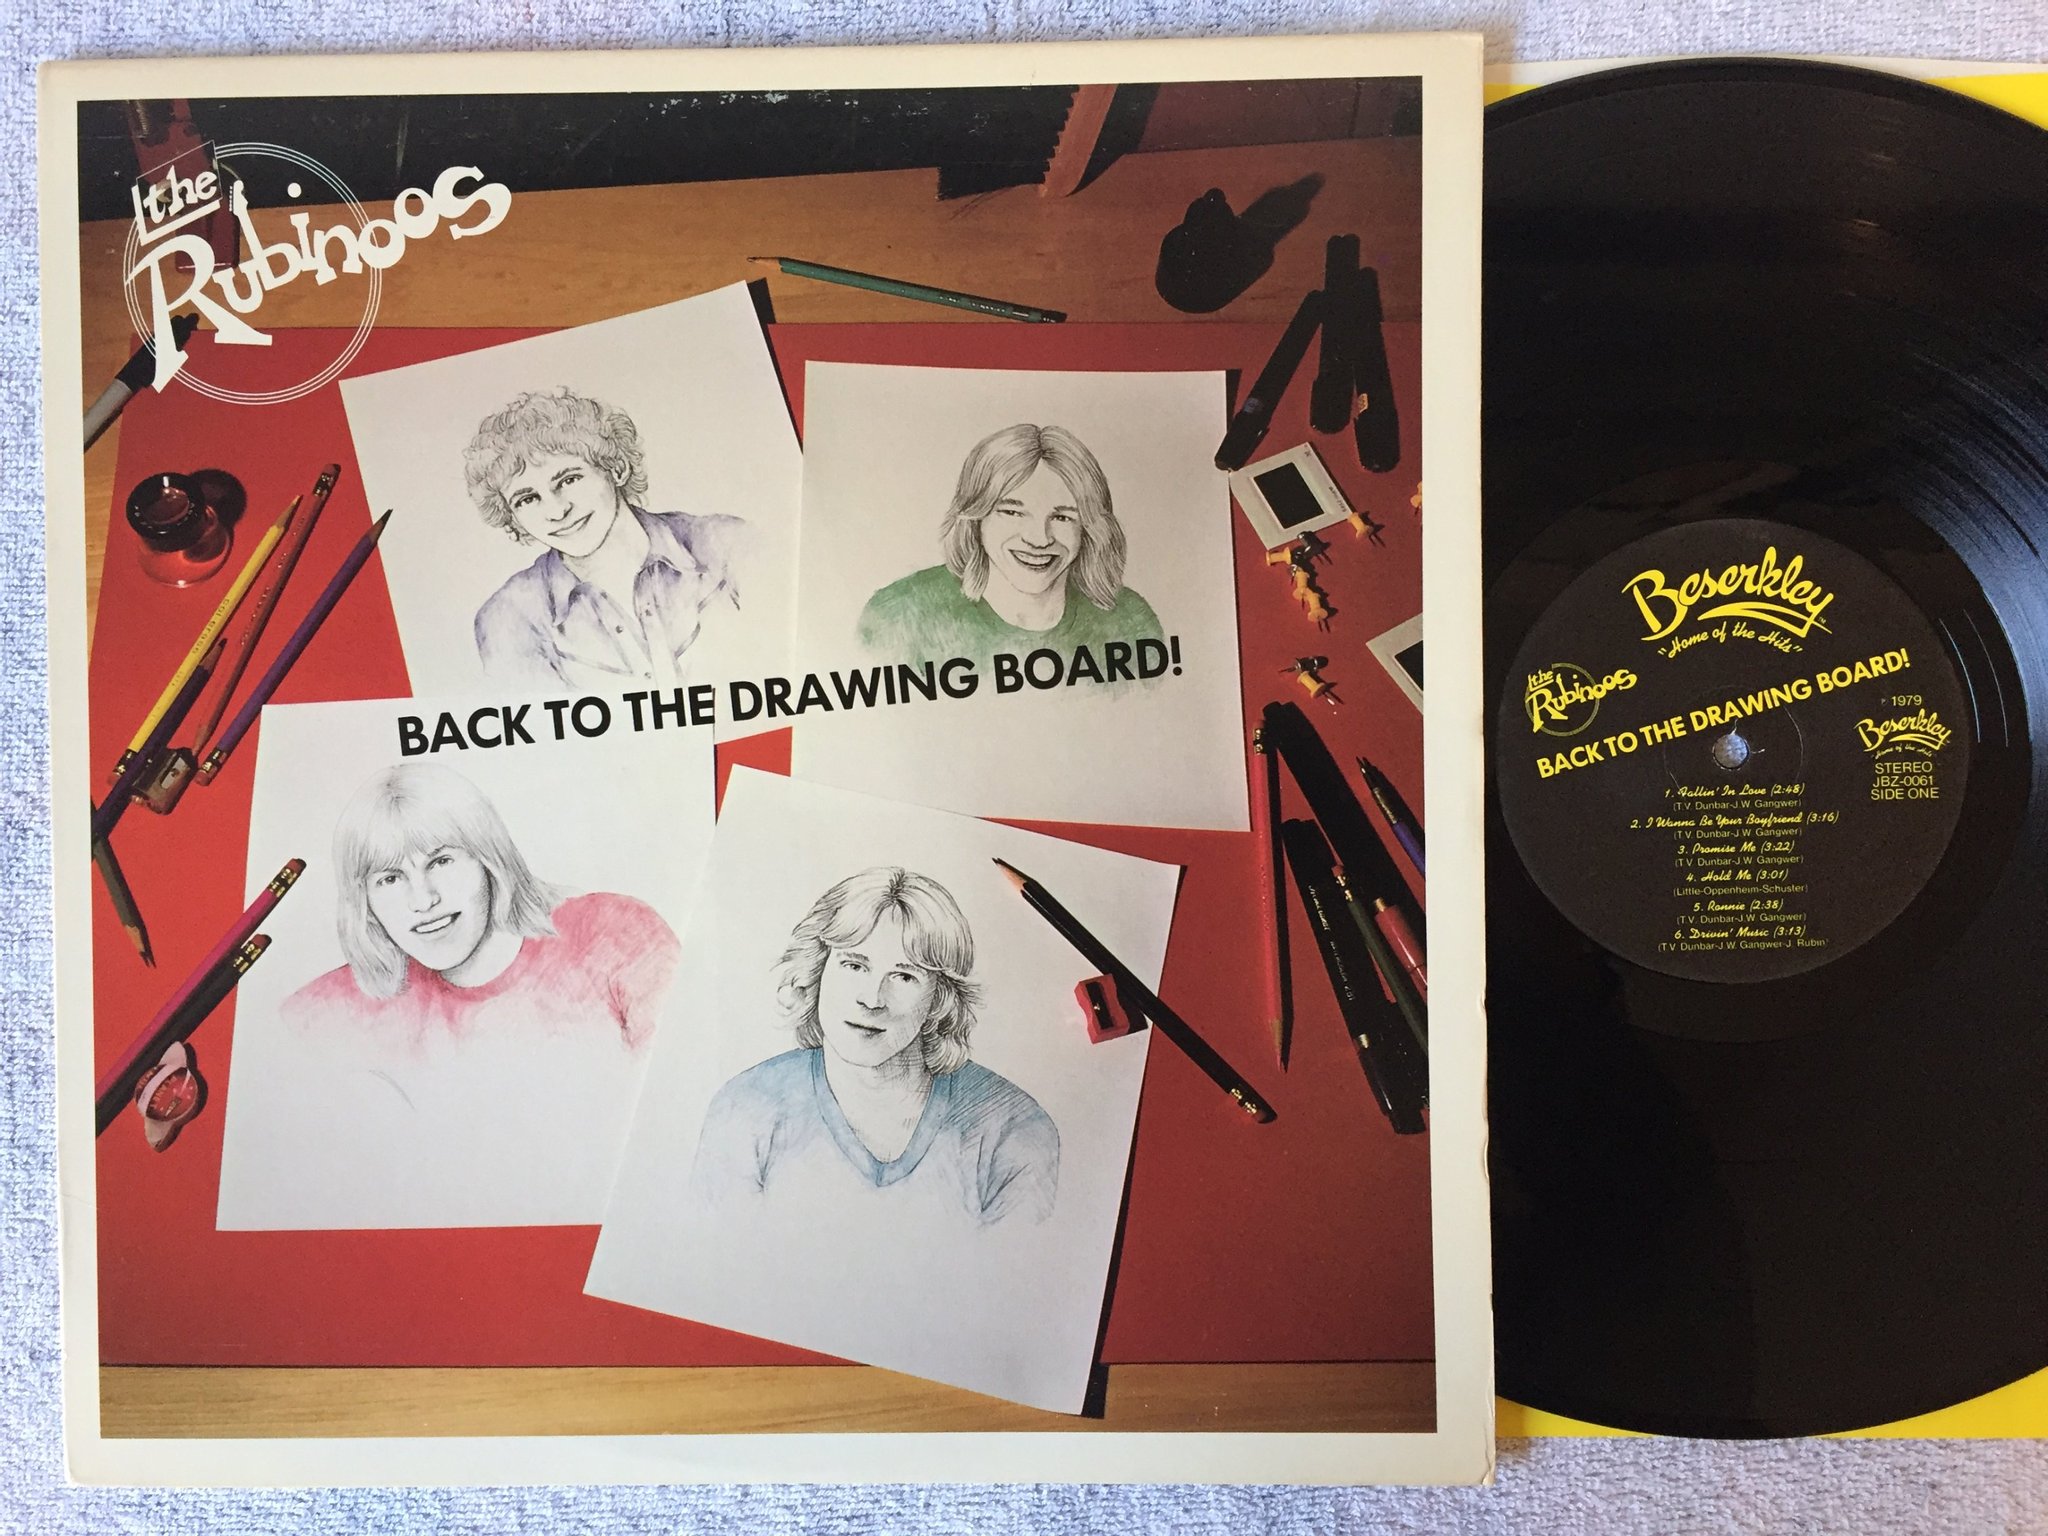 the
Rubinoos
BACK TO THE DRAWING BOARD!
Beserkley
TM
"Home of the Hits"
the
Rubinoos
BACK TO THE DRAWING BOARD!
℗ 1979
Beserkley
Home of the Hits
STEREO
JBZ-0061
SIDE ONE
1. Fallin' In Love (2:48)
(T.V. Dunbar-J.W. Gangwer)
2. I Wanna Be Your Boyfriend (3:16)
(T.V. Dunbar-J.W. Gangwer)
3. Promise Me (3:22)
(T.V. Dunbar-J.W. Gangwer)
4. Hold Me (3:01)
(Little-Oppenheim-Schuster)
5. Ronnie (2:38)
(T.V. Dunbar-J.W. Gangwer)
6. Drivin' Music (3:13)
(T.V. Dunbar-J.W. Gangwer-J. Rubin)